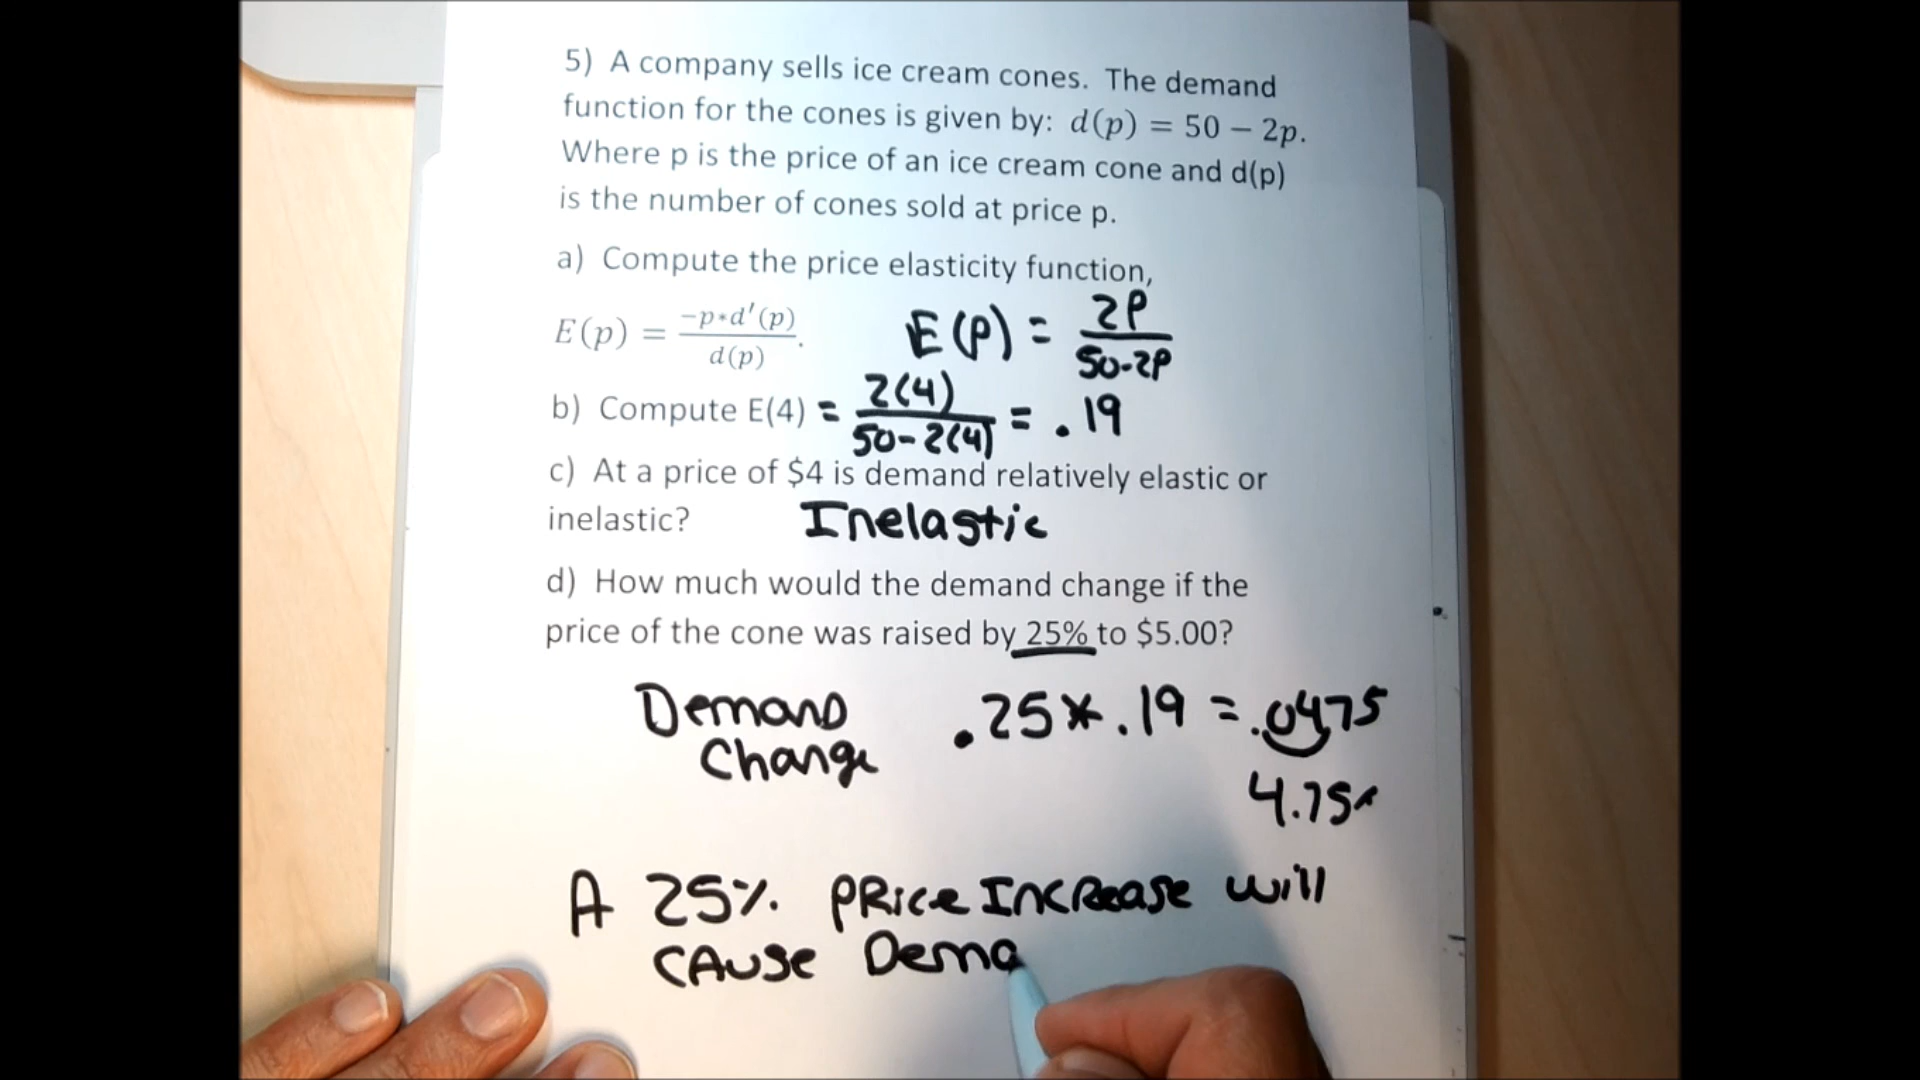 5) A company sells ice cream cones. The demand
function for the cones is given by: d(p) = 50 − 2p.
Where p is the price of an ice cream cone and d(p)
is the number of cones sold at price p.
a) Compute the price elasticity function,
E(p) = −p*d′(p) / d(p). E(P) = 2P / 50-2P
b) Compute E(4) = 2(4) / 50-2(4) = .19
c) At a price of $4 is demand relatively elastic or
inelastic? Inelastic
d) How much would the demand change if the
price of the cone was raised by 25% to $5.00?
Demand .25*.19 = .0475
Change
4.75
A 25% PRice IncRease will
cAuse Dema